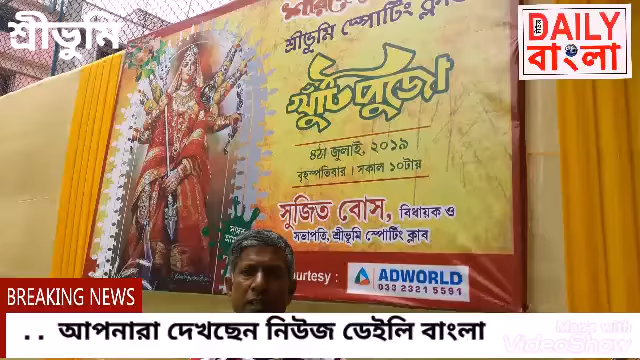 শ্রীভূমি
DAILY
বাংলা
শ্রীভূমি স্পোর্টিং ক্লাব
খুঁটিপুজো
৪ঠা জুলাই, ২০১৯
বৃহস্পতিবার । সকাল ১০টায়
সুজিত বোস, বিধায়ক ও
সভাপতি, শ্রীভূমি স্পোর্টিং ক্লাব
ourtesy : ADWORLD
033 2321 5591
BREAKING NEWS
.. আপনারা দেখছেন নিউজ ডেইলি বাংলা
Made with
VideoShow